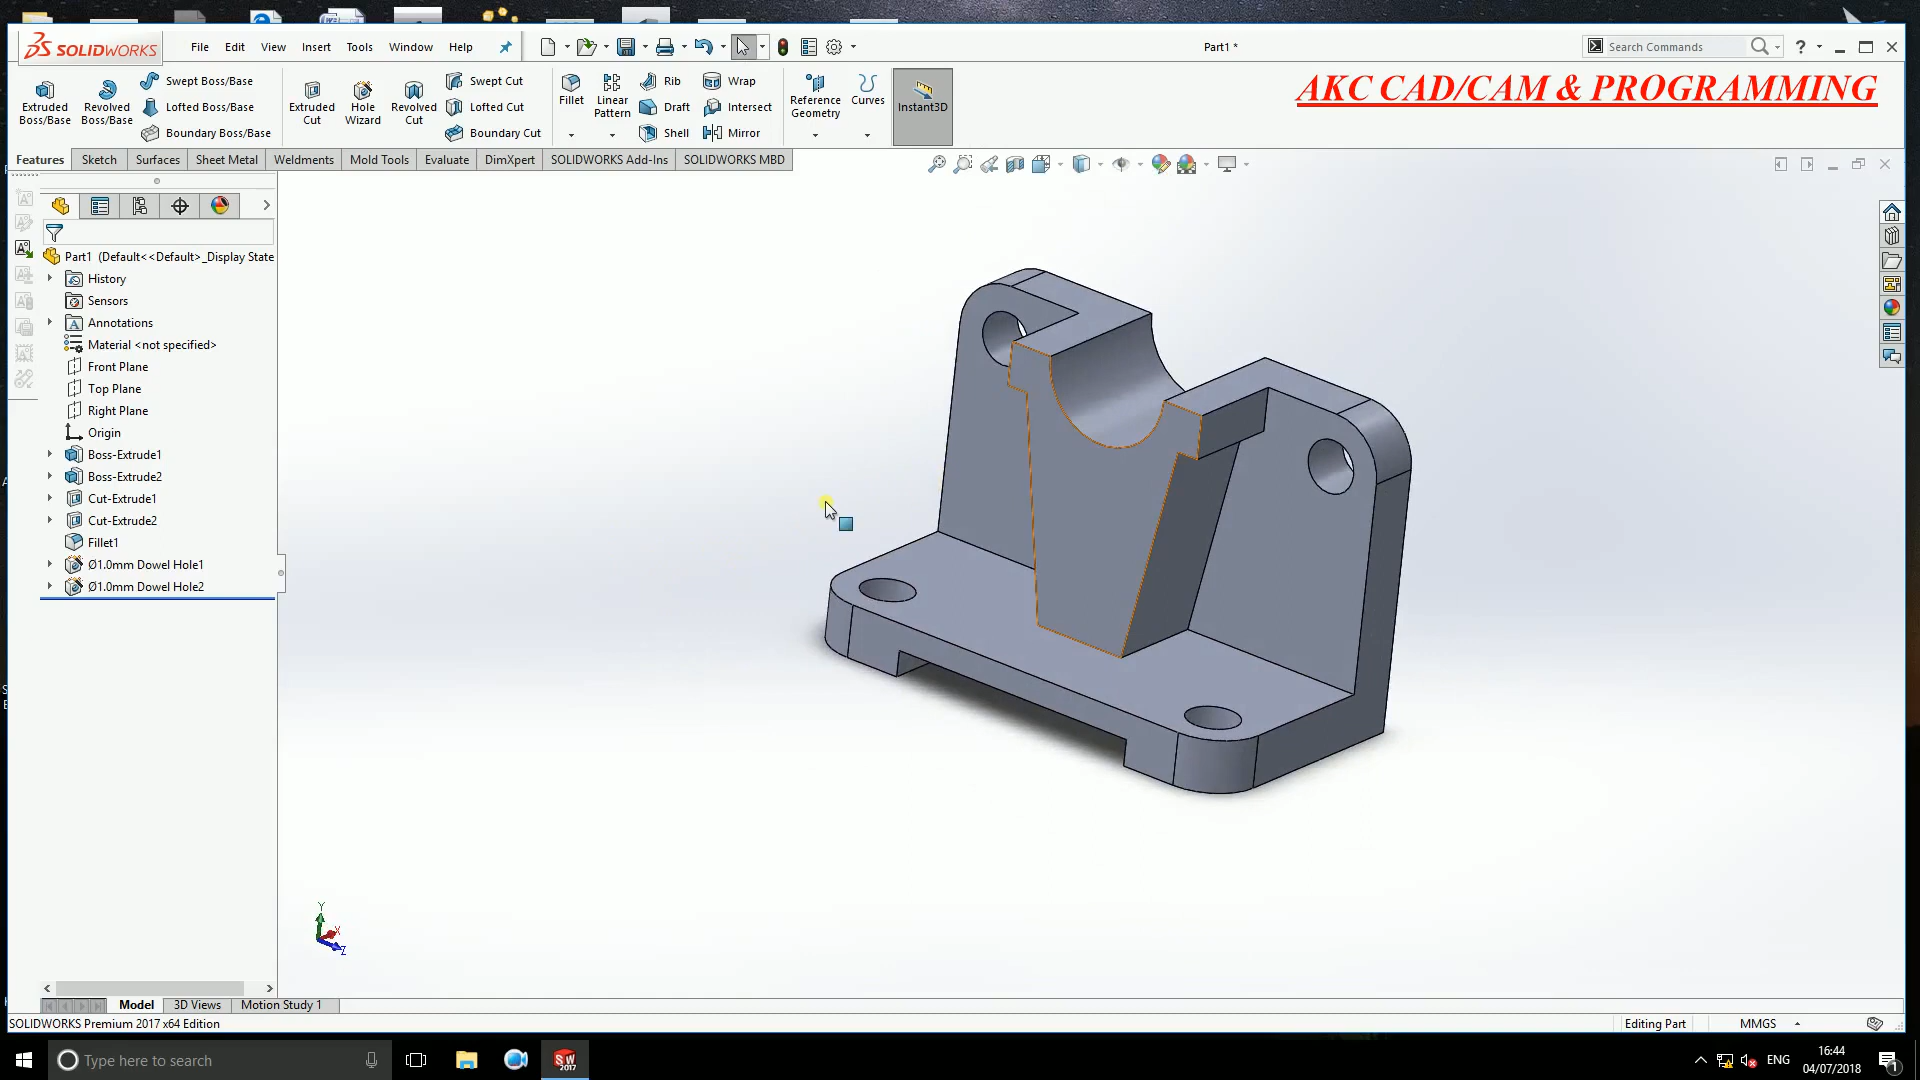 SOLIDWORKS
File Edit View Insert Tools Window Help
Part1 *
Search Commands
?
Extruded Boss/Base
Revolved Boss/Base
Swept Boss/Base
Lofted Boss/Base
Boundary Boss/Base
Extruded Cut
Hole Wizard
Revolved Cut
Swept Cut
Lofted Cut
Boundary Cut
Fillet
Linear Pattern
Rib
Draft
Shell
Wrap
Intersect
Mirror
Reference Geometry
Curves
Instant3D
AKC CAD/CAM & PROGRAMMING
Features Sketch Surfaces Sheet Metal Weldments Mold Tools Evaluate DimXpert SOLIDWORKS Add-Ins SOLIDWORKS MBD
Part1 (Default<<Default>_Display State
History
Sensors
Annotations
Material <not specified>
Front Plane
Top Plane
Right Plane
Origin
Boss-Extrude1
Boss-Extrude2
Cut-Extrude1
Cut-Extrude2
Fillet1
Ø1.0mm Dowel Hole1
Ø1.0mm Dowel Hole2
Y
X
Z
Model 3D Views Motion Study 1
SOLIDWORKS Premium 2017 x64 Edition
Editing Part
MMGS
Type here to search
SW
2017
ENG
16:44
04/07/2018
1